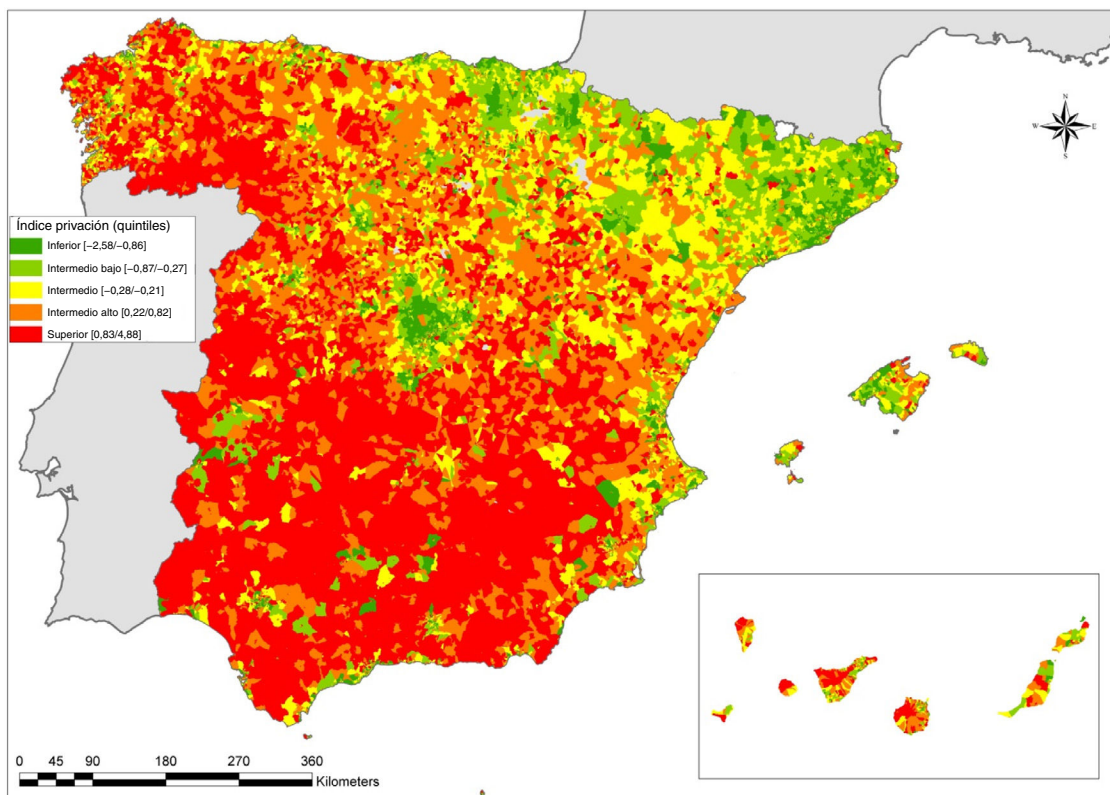 N
W
E
S
Índice privación (quintiles)
Inferior [−2,58/−0,86]
Intermedio bajo [−0,87/−0,27]
Intermedio [−0,28/−0,21]
Intermedio alto [0,22/0,82]
Superior [0,83/4,88]
0 45 90 180 270 360
Kilometers